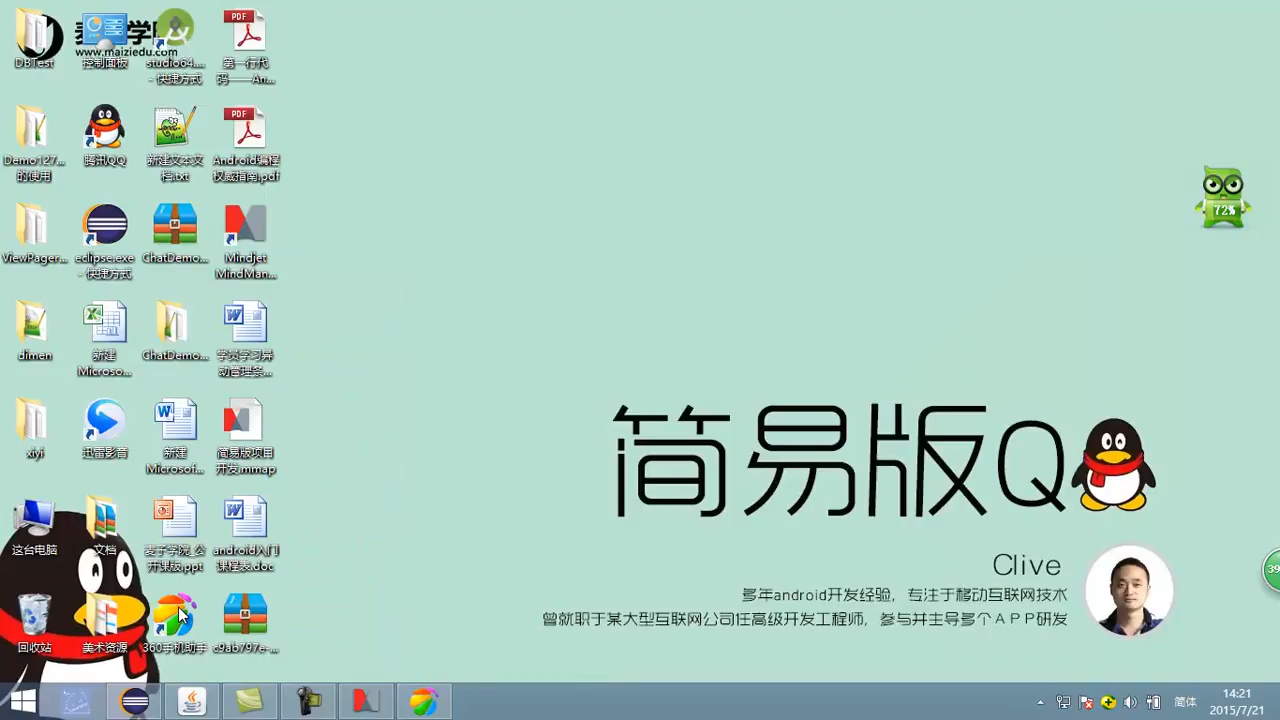 www.maiziedu.com
DBTest
控制面板
studio64....
- 快捷方式
PDF
第一行代
码——An...
Demo127...
的使用
腾讯QQ
新建文本文
档.txt
PDF
Android编程
权威指南.pdf
ViewPager...
eclipse.exe
- 快捷方式
ChatDemo...
Mindjet
MindMan...
dimen
新建
Microso...
ChatDemo...
学员学习异
动管理条...
xiyi
迅雷影音
新建
Microsof...
简易版项目
开发.mmap
这台电脑
文档
麦子学院_公
开课版.ppt
android入门
课程表.doc
回收站
美术资源
360手机助手
c9ab797e-...
72%
简易版Q
Clive
多年android开发经验，专注于移动互联网技术
曾就职于某大型互联网公司任高级开发工程师，参与并主导多个APP研发
39
简体
14:21
2015/7/21